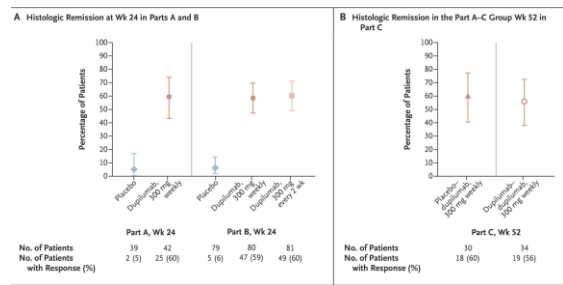 A Histologic Remission at Wk 24 in Parts A and B
Percentage of Patients
100
90
80
70
60
50
40
30
20
10
0
Placebo
Dupilumab, 300 mg weekly
Placebo
Dupilumab, 300 mg weekly
Dupilumab, 300 mg every 2 wk
Part A, Wk 24
Part B, Wk 24
No. of Patients 39 42 79 80 81
No. of Patients with Response (%) 2 (5) 25 (60) 5 (6) 47 (59) 49 (60)
B Histologic Remission in the Part A–C Group Wk 52 in
Part C
Percentage of Patients
100
90
80
70
60
50
40
30
20
10
0
Placebo–dupilumab, 300 mg weekly
Dupilumab–dupilumab, 300 mg weekly
Part C, Wk 52
No. of Patients 30 34
No. of Patients with Response (%) 18 (60) 19 (56)